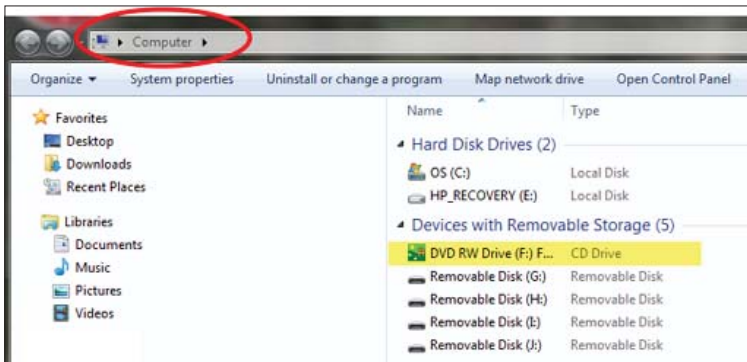 Computer
Organize System properties Uninstall or change a program Map network drive Open Control Panel
Favorites
Desktop
Downloads
Recent Places
Libraries
Documents
Music
Pictures
Videos
Name Type
Hard Disk Drives (2)
OS (C:) Local Disk
HP_RECOVERY (E:) Local Disk
Devices with Removable Storage (5)
DVD RW Drive (F:) F... CD Drive
Removable Disk (G:) Removable Disk
Removable Disk (H:) Removable Disk
Removable Disk (I:) Removable Disk
Removable Disk (J:) Removable Disk